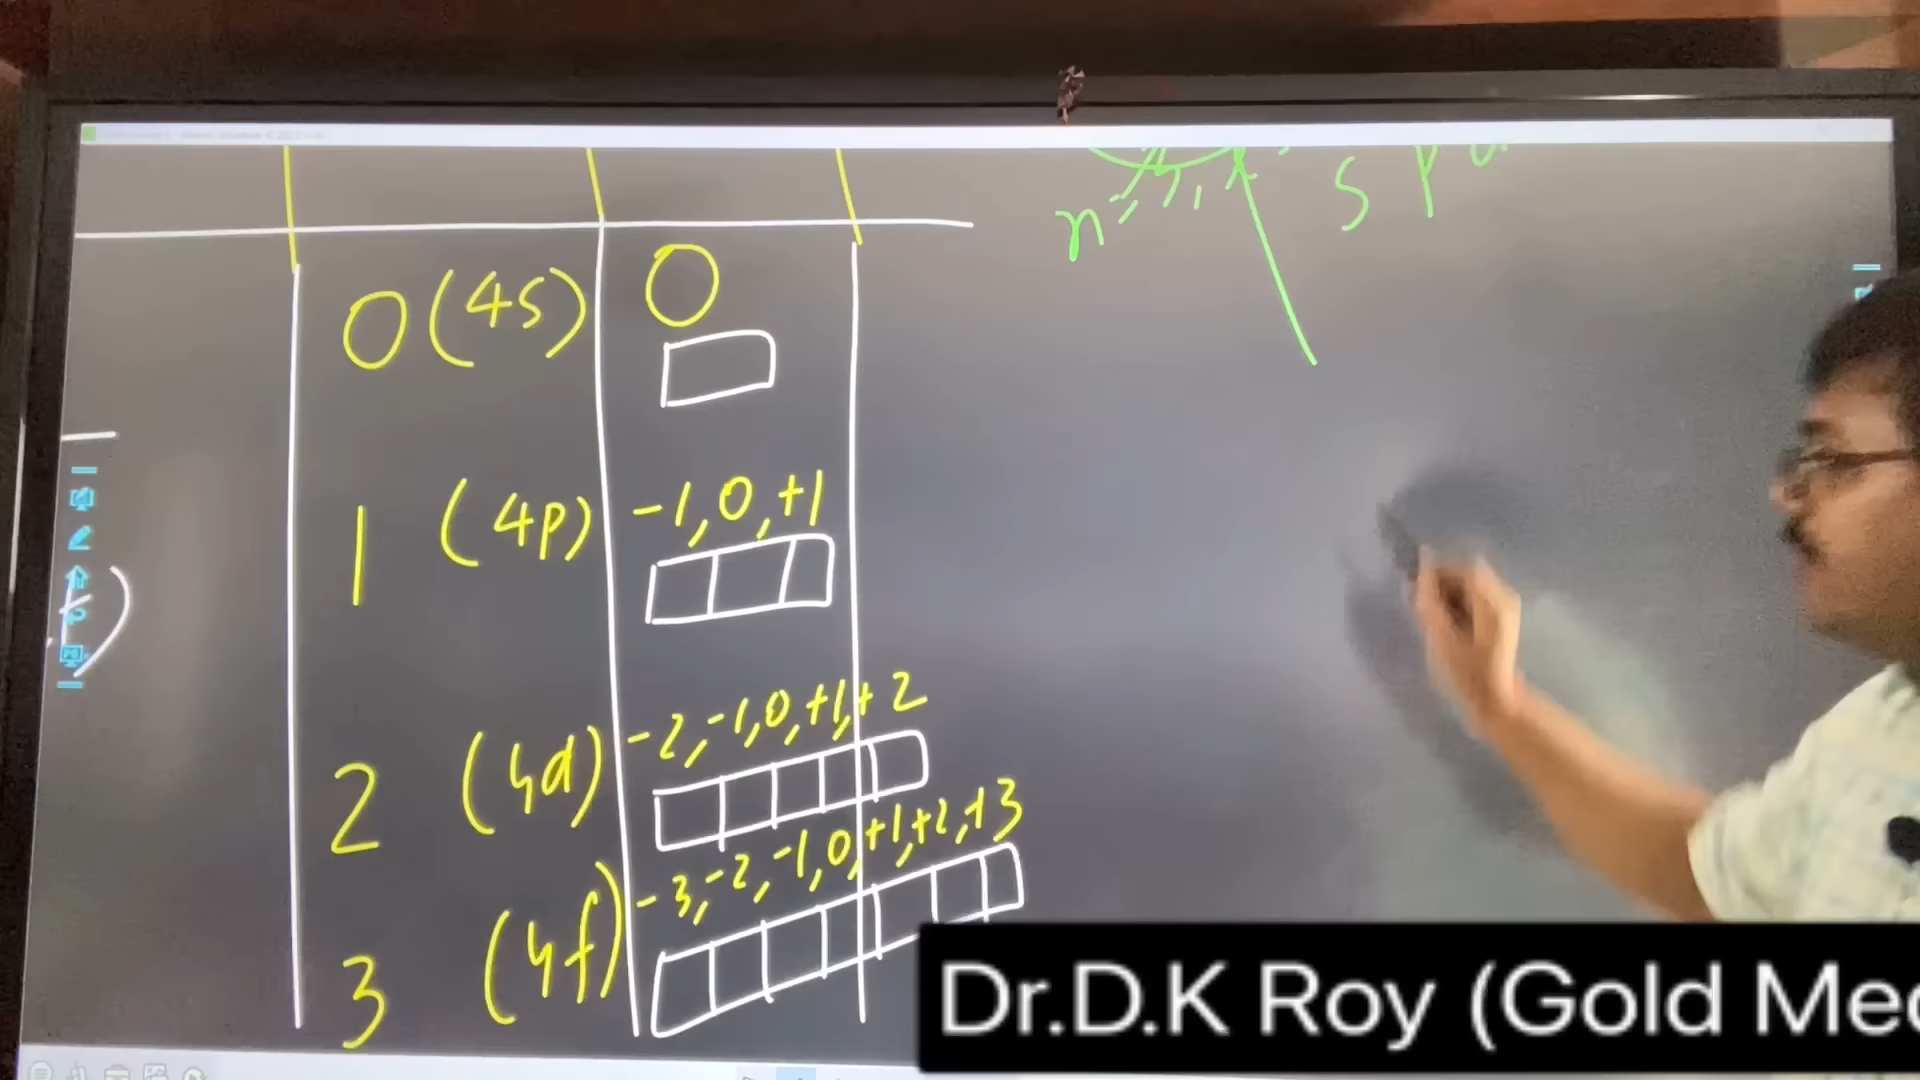 0 (4s) 0
1 (4p) -1, 0, +1
2 (4d) -2, -1, 0, +1, +2
3 (4f) -3, -2, -1, 0, +1, +2, +3
n
s p
Dr.D.K Roy (Gold Med